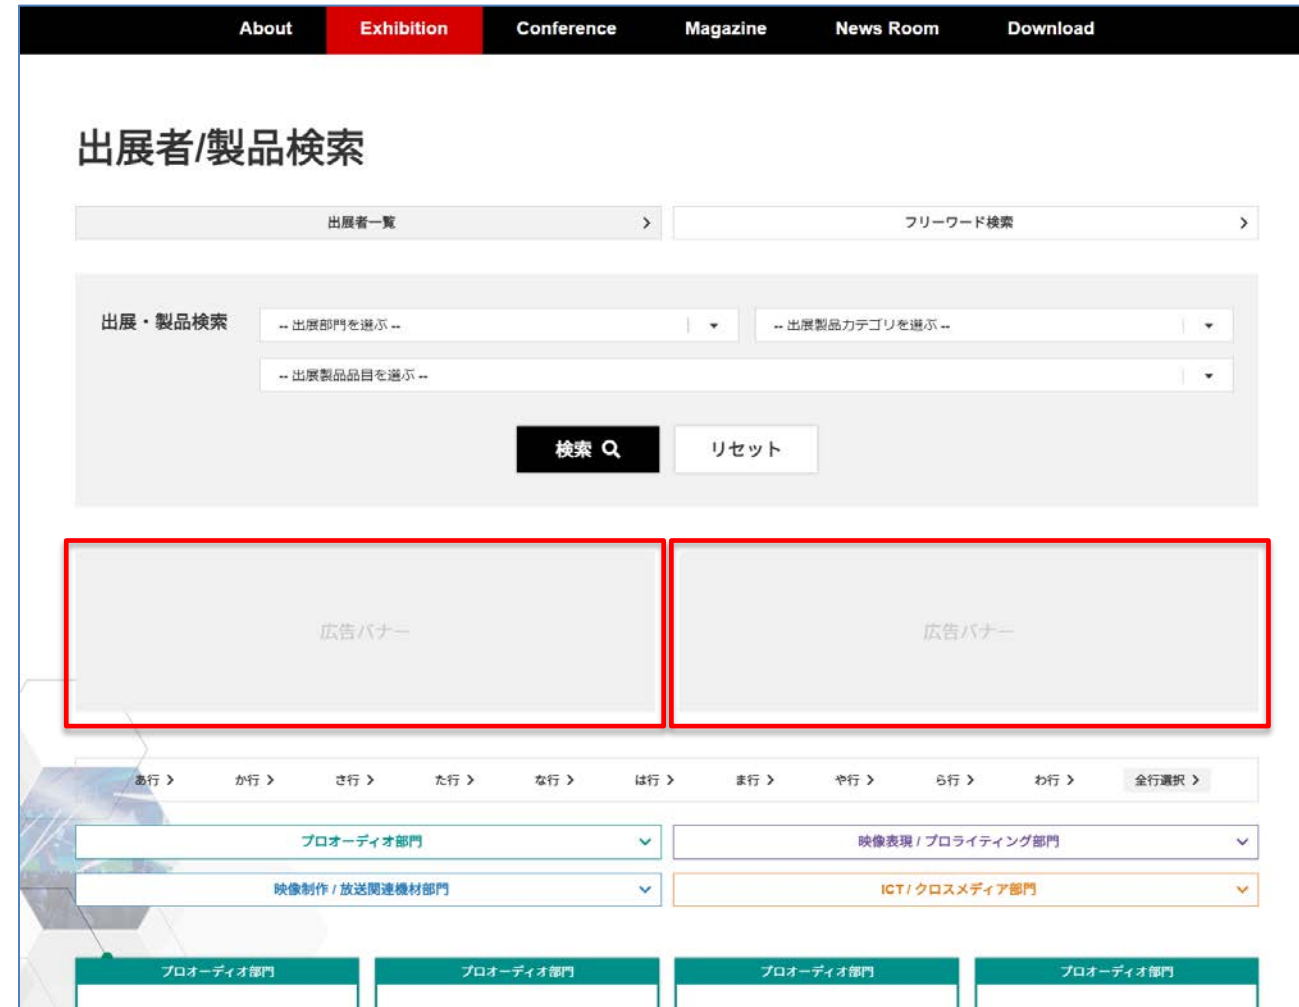 About Exhibition Conference Magazine News Room Download
出展者/製品検索
出展者一覧 フリーワード検索
出展・製品検索 -- 出展部門を選ぶ -- -- 出展製品カテゴリを選ぶ --
-- 出展製品品目を選ぶ --
検索 リセット
広告バナー 広告バナー
あ行 か行 さ行 た行 な行 は行 ま行 や行 ら行 わ行 全行選択
プロオーディオ部門 映像表現 / プロライティング部門
映像制作 / 放送関連機材部門 ICT / クロスメディア部門
プロオーディオ部門 プロオーディオ部門 プロオーディオ部門 プロオーディオ部門